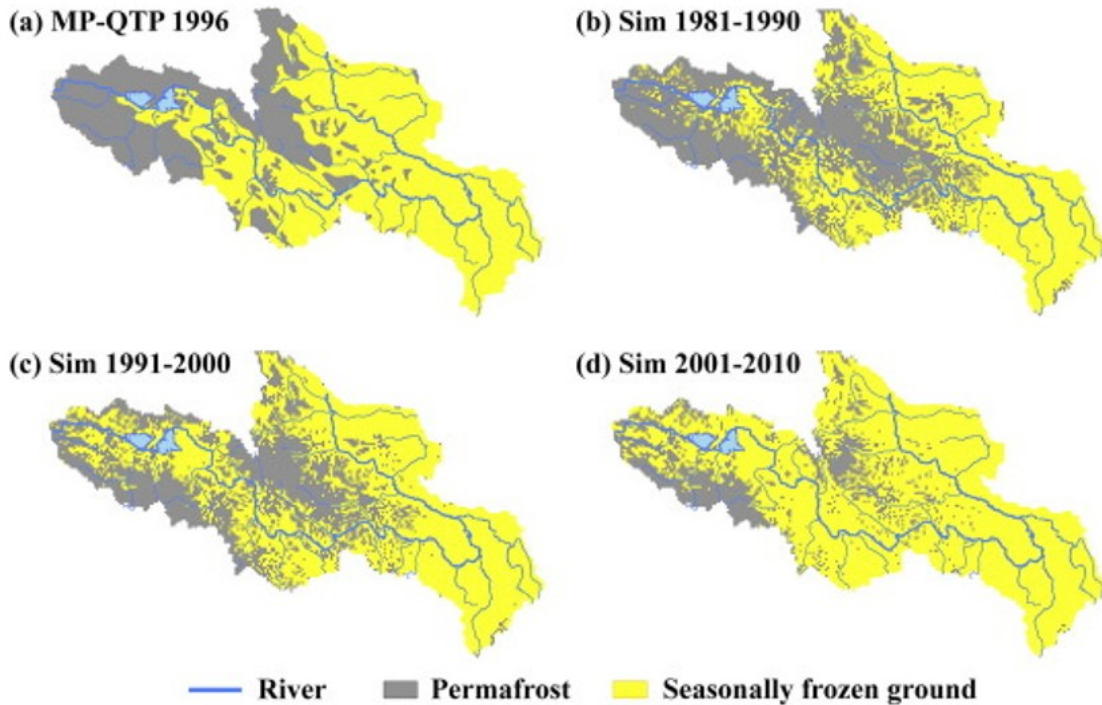 (a) MP-QTP 1996
(b) Sim 1981-1990
(c) Sim 1991-2000
(d) Sim 2001-2010
River
Permafrost
Seasonally frozen ground